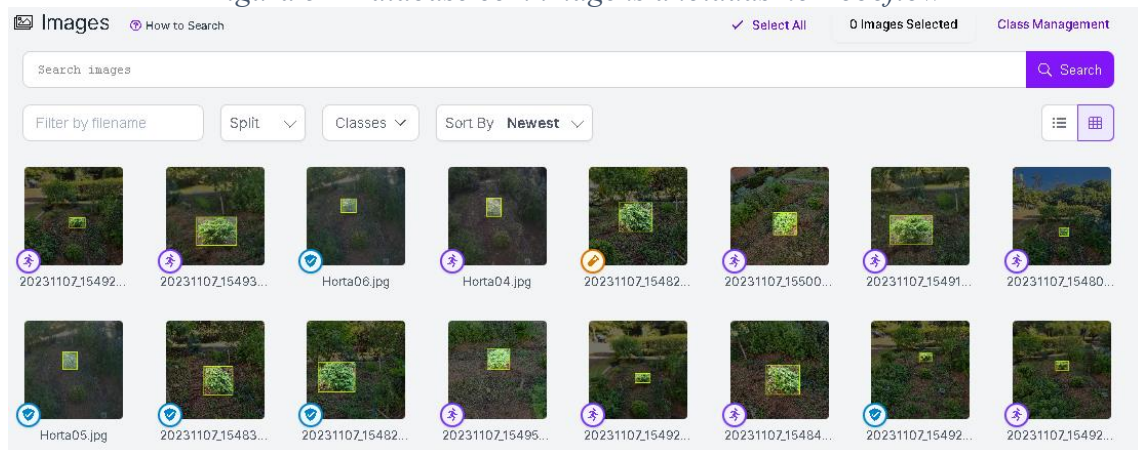 Images How to Search Select All 0 Images Selected Class Management
Search images Search
Filter by filename Split Classes Sort By Newest
20231107_15492... 20231107_15493... Horta06.jpg Horta04.jpg 20231107_15482... 20231107_15500... 20231107_15491... 20231107_15480...
Horta05.jpg 20231107_15483... 20231107_15482... 20231107_15495... 20231107_15492... 20231107_15484... 20231107_15492... 20231107_15492...